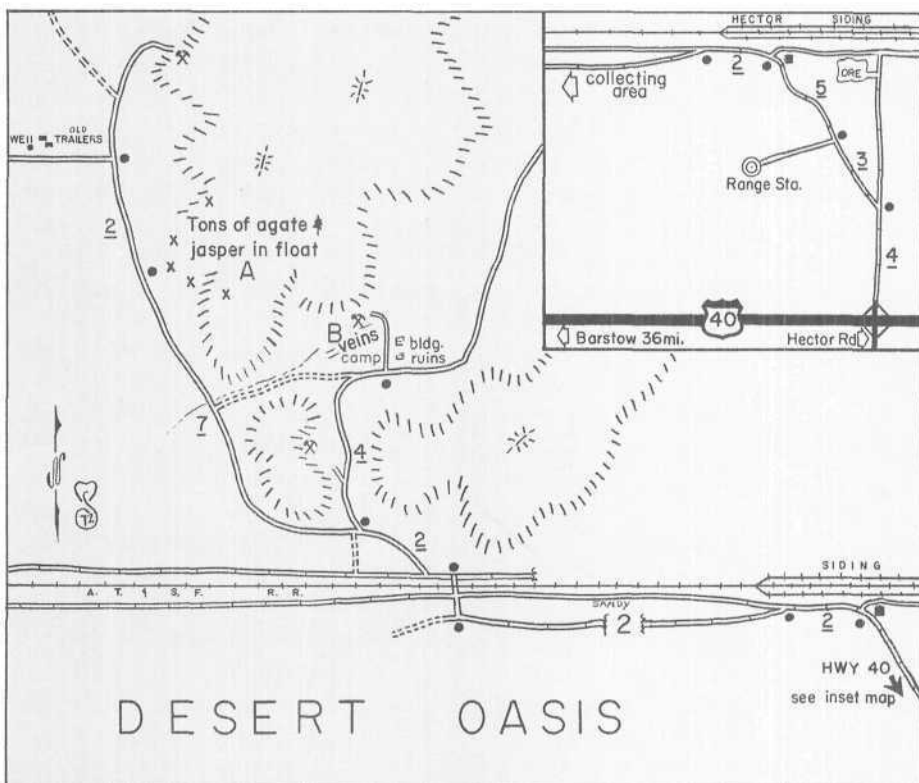 HECTOR SIDING
2
collecting
area
ORE
5
3
Range Sta.
4
40
Barstow 36mi.
Hector Rd
WEll
OLD
TRAILERS
2
Tons of agate &
jasper in float
A
B
veins
camp
bldg.
ruins
7
4
72
2
SIDING
A. T. & S. F. R. R.
SANDY
2
2
HWY 40
see inset map
DESERT OASIS